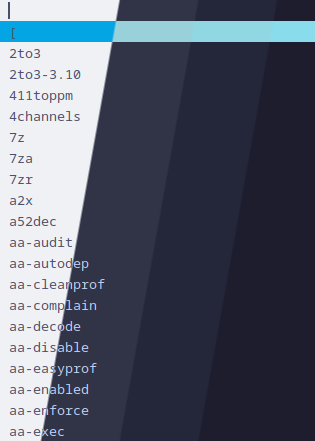 [
2to3
2to3-3.10
411toppm
4channels
7z
7za
7zr
a2x
a52dec
aa-audit
aa-autodep
aa-cleanprof
aa-complain
aa-decode
aa-disable
aa-easyprof
aa-enabled
aa-enforce
aa-exec